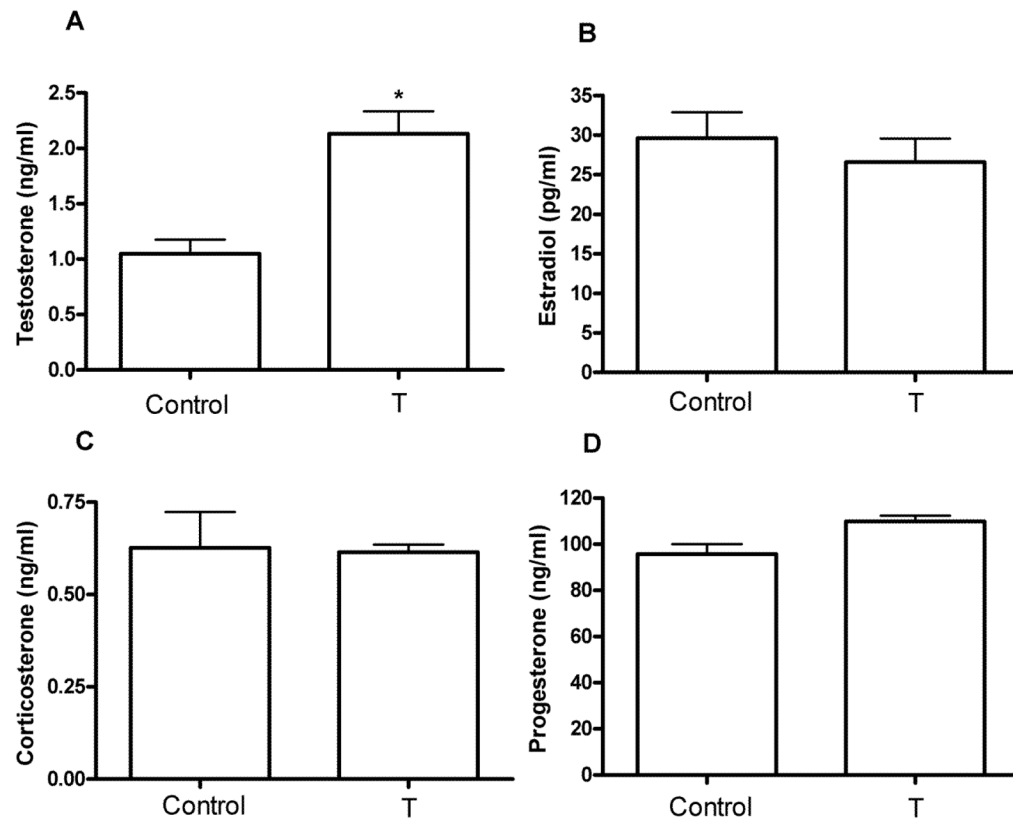 A
Testosterone (ng/ml)
2.5
2.0
1.5
1.0
0.5
0.0
*
Control
T
B
Estradiol (pg/ml)
35
30
25
20
15
10
5
0
Control
T
C
Corticosterone (ng/ml)
0.75
0.50
0.25
0.00
Control
T
D
Progesterone (ng/ml)
120
100
80
60
40
20
0
Control
T